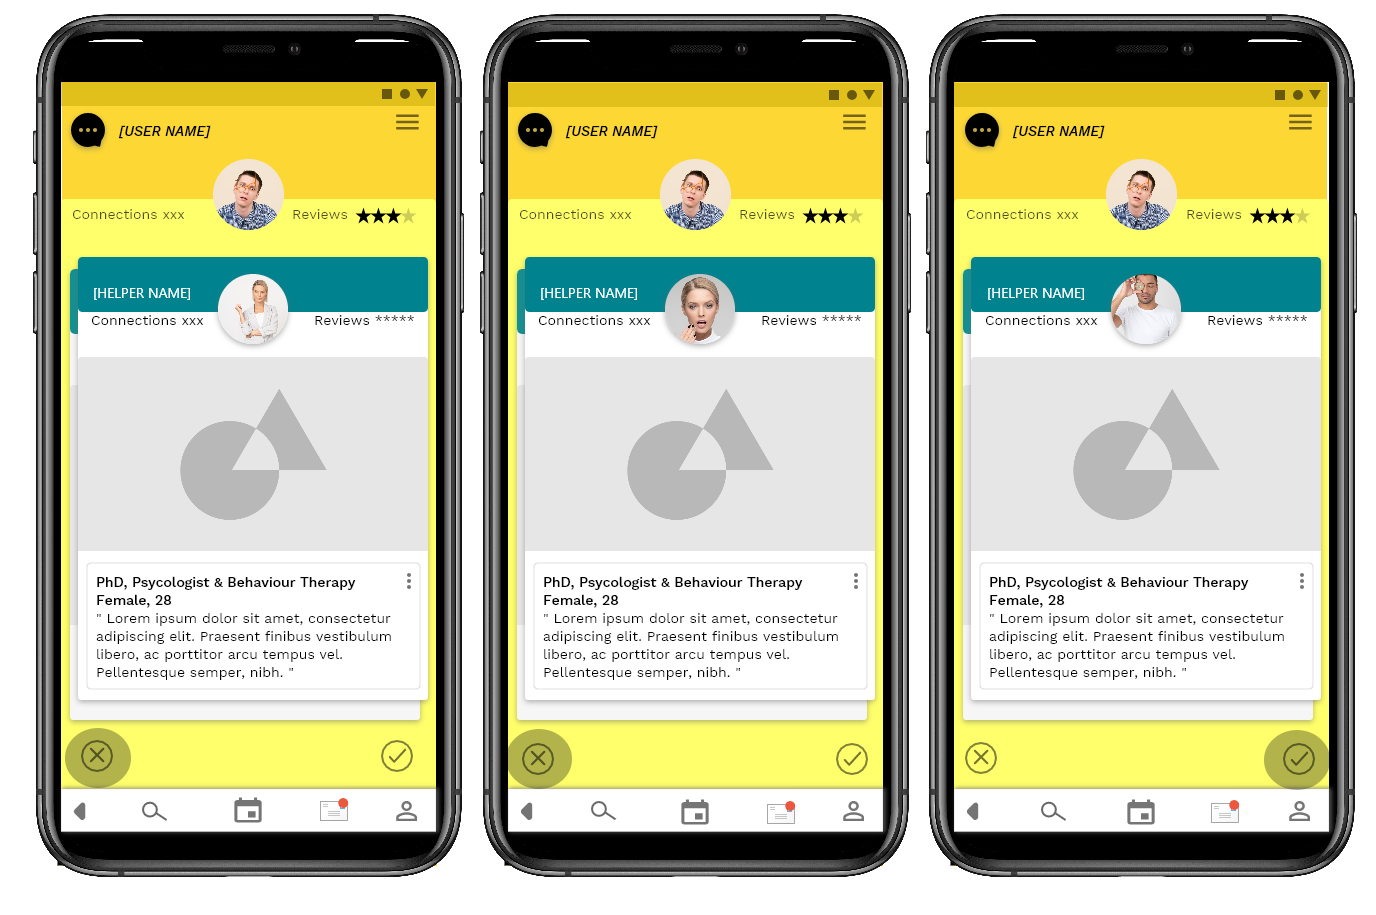 [USER NAME]
Connections xxx
Reviews
[HELPER NAME]
Connections xxx
Reviews *****
PhD, Psycologist & Behaviour Therapy
Female, 28
" Lorem ipsum dolor sit amet, consectetur
adipiscing elit. Praesent finibus vestibulum
libero, ac porttitor arcu tempus vel.
Pellentesque semper, nibh. "
[USER NAME]
Connections xxx
Reviews
[HELPER NAME]
Connections xxx
Reviews *****
PhD, Psycologist & Behaviour Therapy
Female, 28
" Lorem ipsum dolor sit amet, consectetur
adipiscing elit. Praesent finibus vestibulum
libero, ac porttitor arcu tempus vel.
Pellentesque semper, nibh. "
[USER NAME]
Connections xxx
Reviews
[HELPER NAME]
Connections xxx
Reviews *****
PhD, Psycologist & Behaviour Therapy
Female, 28
" Lorem ipsum dolor sit amet, consectetur
adipiscing elit. Praesent finibus vestibulum
libero, ac porttitor arcu tempus vel.
Pellentesque semper, nibh. "